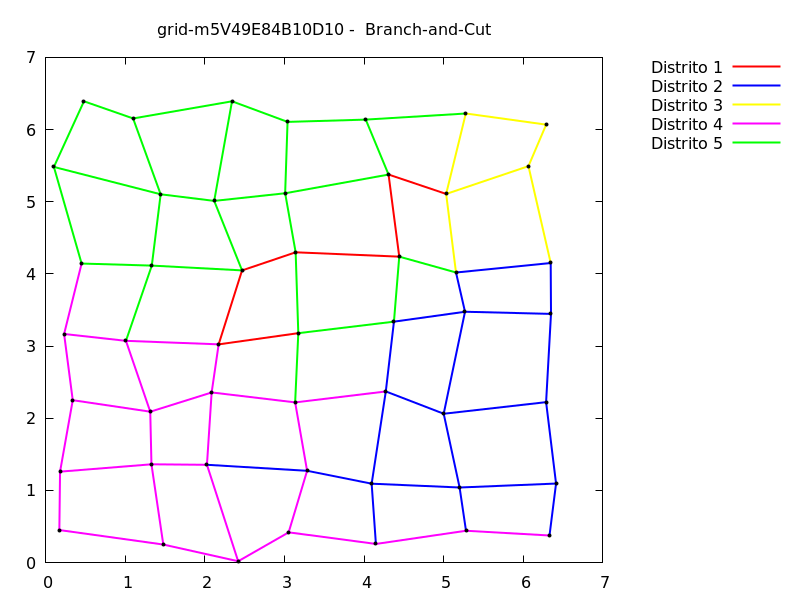 grid-m5V49E84B10D10 - Branch-and-Cut
Distrito 1
Distrito 2
Distrito 3
Distrito 4
Distrito 5
7
6
5
4
3
2
1
0
0 1 2 3 4 5 6 7